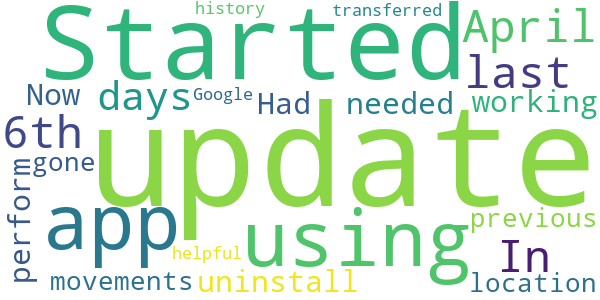 history
transferred
Started
April
last
Now
days
Google
Had
needed
working
6th
update
gone
perform
app
using
previous
In
helpful
movements
uninstall
location